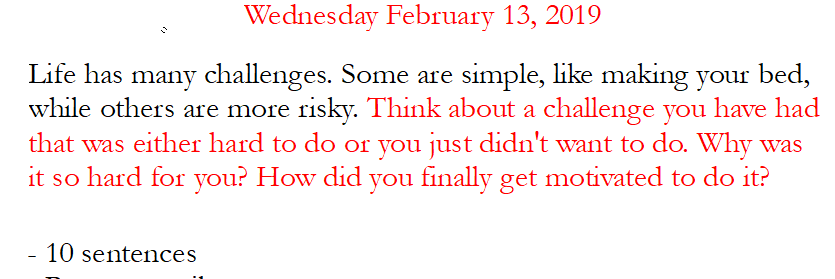 Wednesday February 13, 2019
Life has many challenges. Some are simple, like making your bed,
while others are more risky. Think about a challenge you have had
that was either hard to do or you just didn't want to do. Why was
it so hard for you? How did you finally get motivated to do it?
- 10 sentences